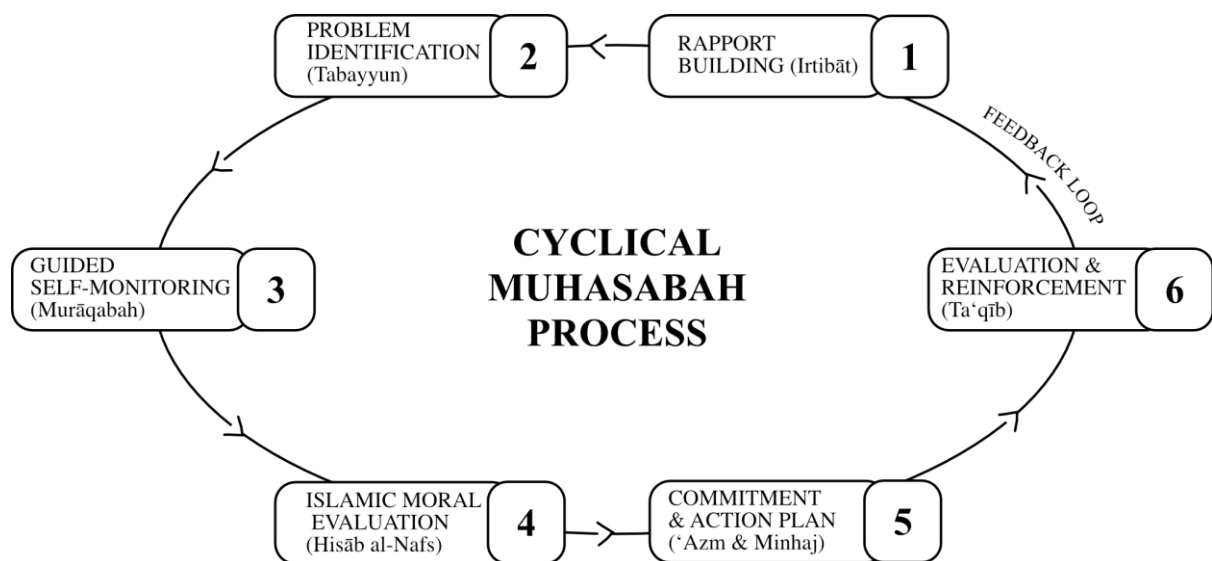 CYCLICAL
MUHASABAH
PROCESS
RAPPORT
BUILDING (Irtibāt)
1
PROBLEM
IDENTIFICATION
(Tabayyun)
2
GUIDED
SELF-MONITORING
(Murāqabah)
3
ISLAMIC MORAL
EVALUATION
(Hisāb al-Nafs)
4
COMMITMENT
& ACTION PLAN
(‘Azm & Minhaj)
5
EVALUATION &
REINFORCEMENT
(Ta‘qīb)
6
FEEDBACK LOOP